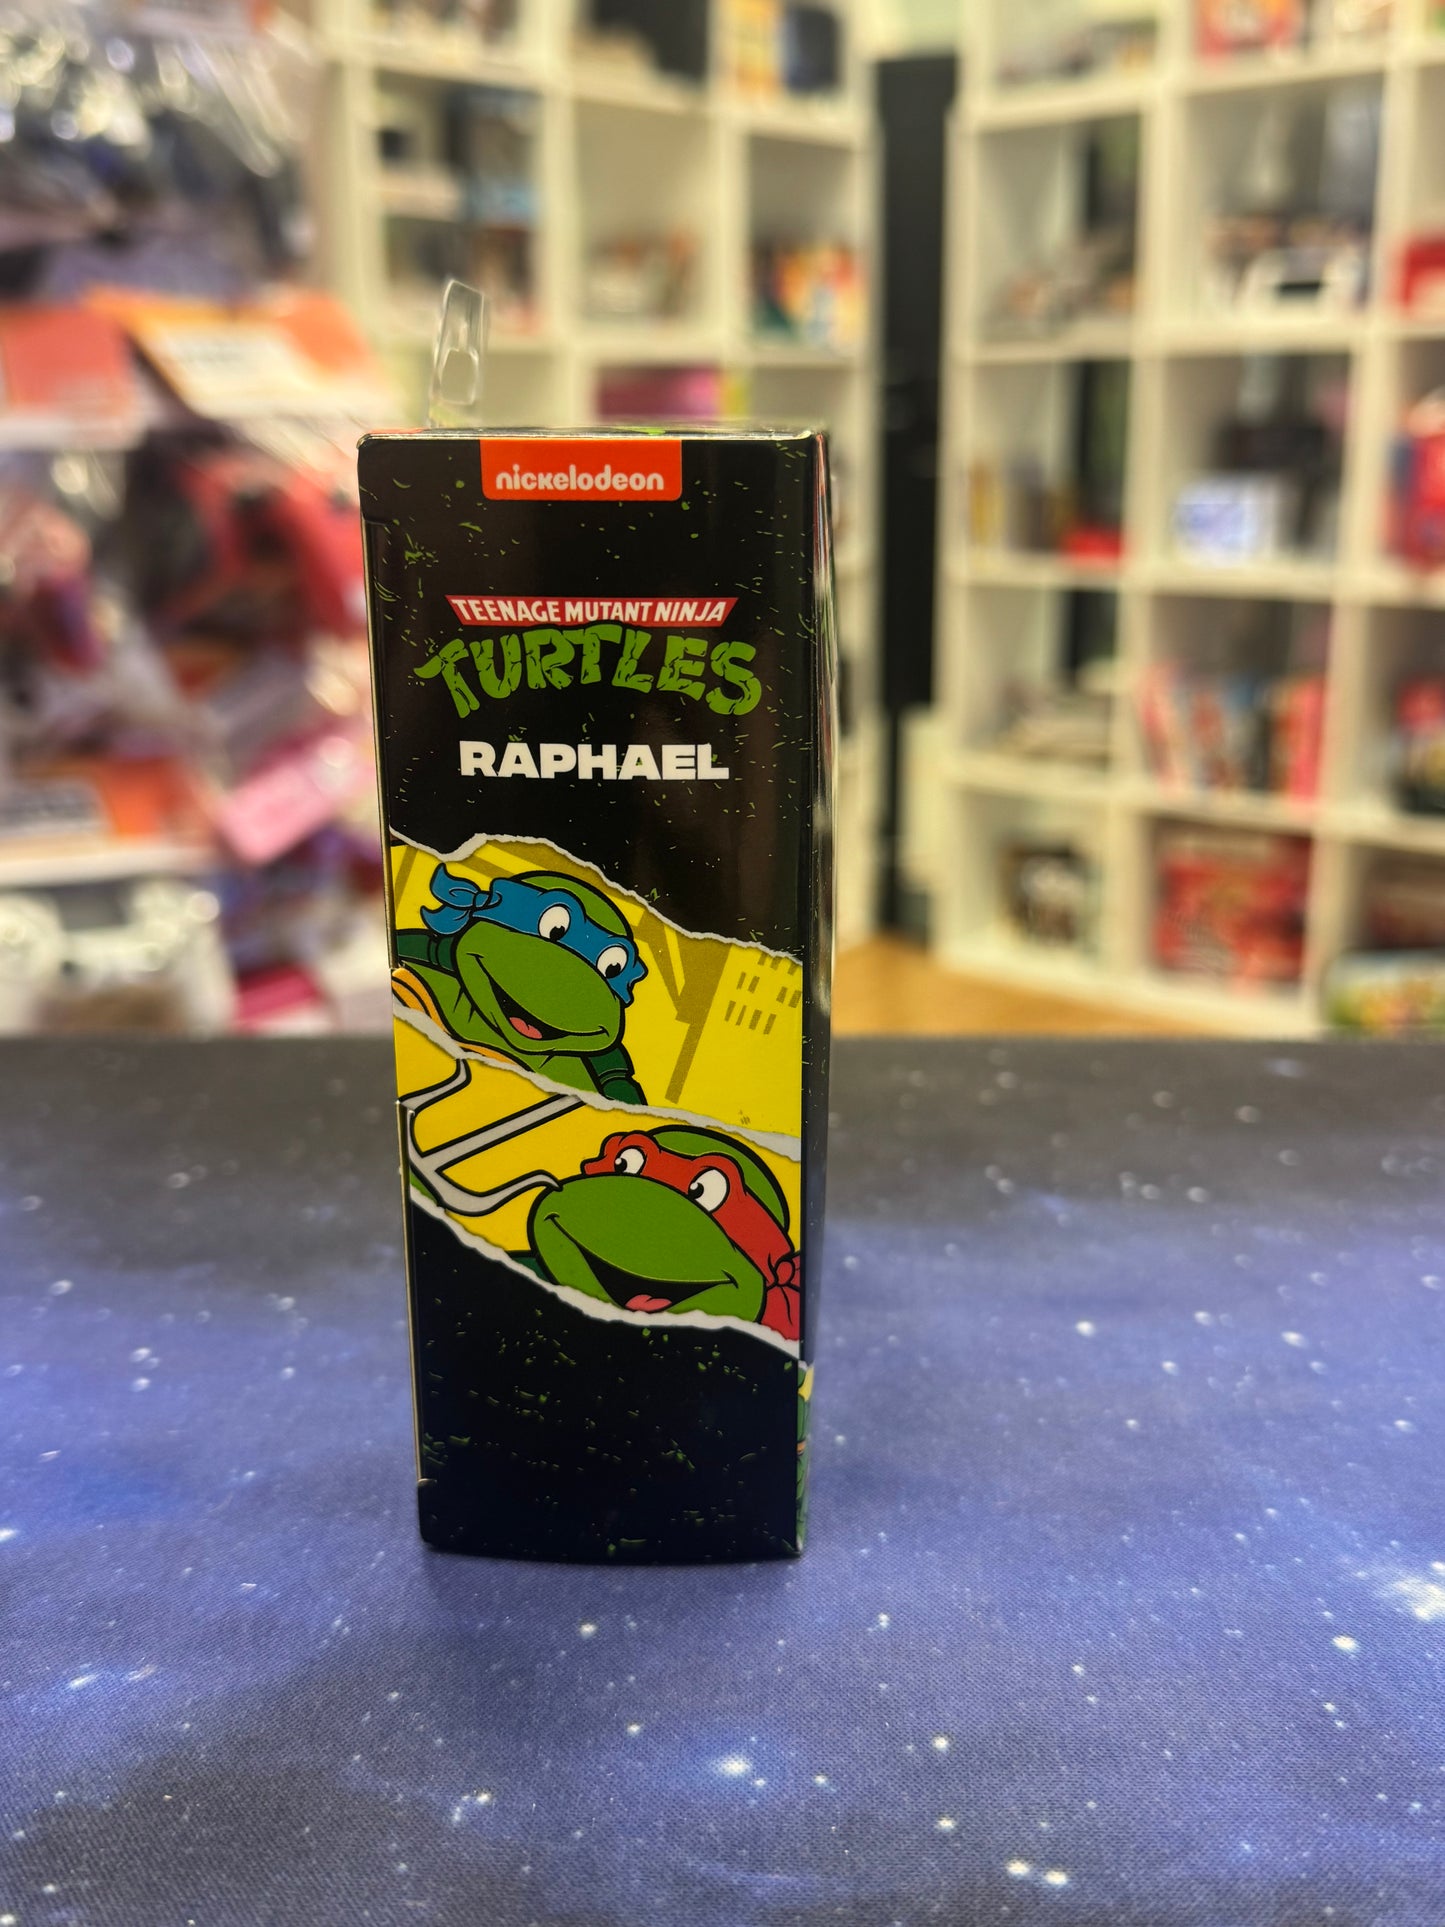 nickelodeon
TEENAGE MUTANT NINJA
TURTLES
RAPHAEL